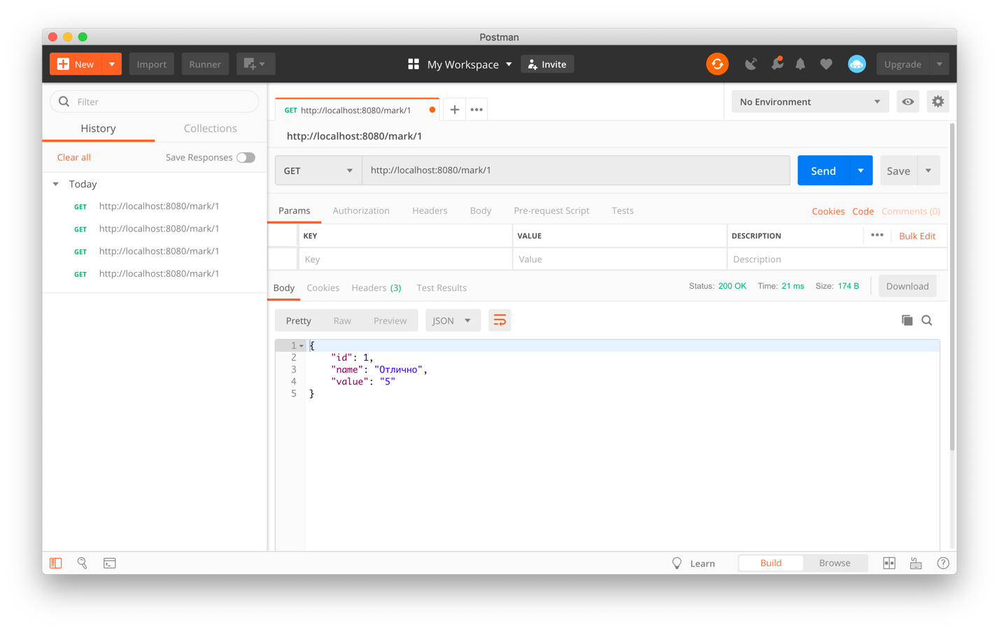 Postman
New
Import
Runner
My Workspace
Invite
Upgrade
Filter
History
Collections
Clear all
Save Responses
Today
GET http://localhost:8080/mark/1
GET http://localhost:8080/mark/1
GET http://localhost:8080/mark/1
GET http://localhost:8080/mark/1
GET http://localhost:8080/mark/1
No Environment
http://localhost:8080/mark/1
GET
http://localhost:8080/mark/1
Send
Save
Params
Authorization
Headers
Body
Pre-request Script
Tests
Cookies
Code
Comments (0)
KEY
VALUE
DESCRIPTION
Bulk Edit
Key
Value
Description
Body
Cookies
Headers (3)
Test Results
Status: 200 OK
Time: 21 ms
Size: 174 B
Download
Pretty
Raw
Preview
JSON
1 {
2 "id": 1,
3 "name": "Отлично",
4 "value": "5"
5 }
Learn
Build
Browse